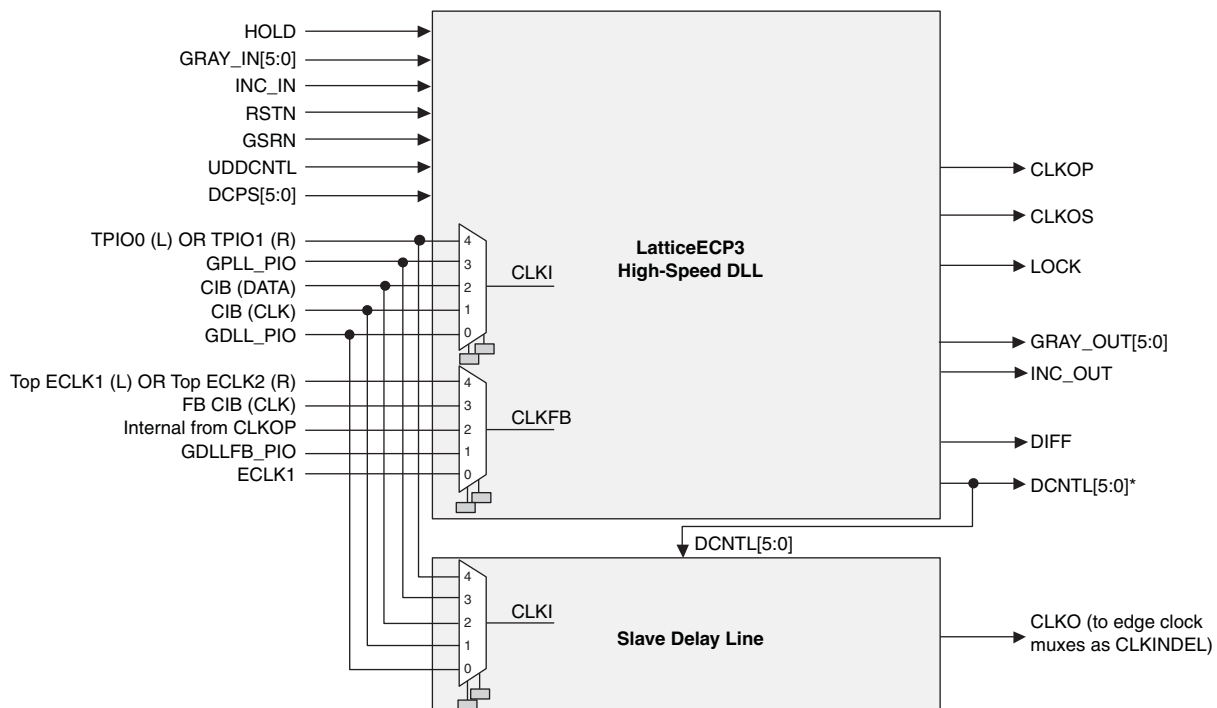 HOLD
GRAY_IN[5:0]
INC_IN
RSTN
GSRN
UDDCNTL
DCPS[5:0]
TPIO0 (L) OR TPIO1 (R)
GPLL_PIO
CIB (DATA)
CIB (CLK)
GDLL_PIO
4
3
2
1
0
CLKI
Top ECLK1 (L) OR Top ECLK2 (R)
FB CIB (CLK)
Internal from CLKOP
GDLLFB_PIO
ECLK1
4
3
2
1
0
CLKFB
LatticeECP3
High-Speed DLL
CLKOP
CLKOS
LOCK
GRAY_OUT[5:0]
INC_OUT
DIFF
DCNTL[5:0]*
DCNTL[5:0]
4
3
2
1
0
CLKI
Slave Delay Line
CLKO (to edge clock
muxes as CLKINDEL)